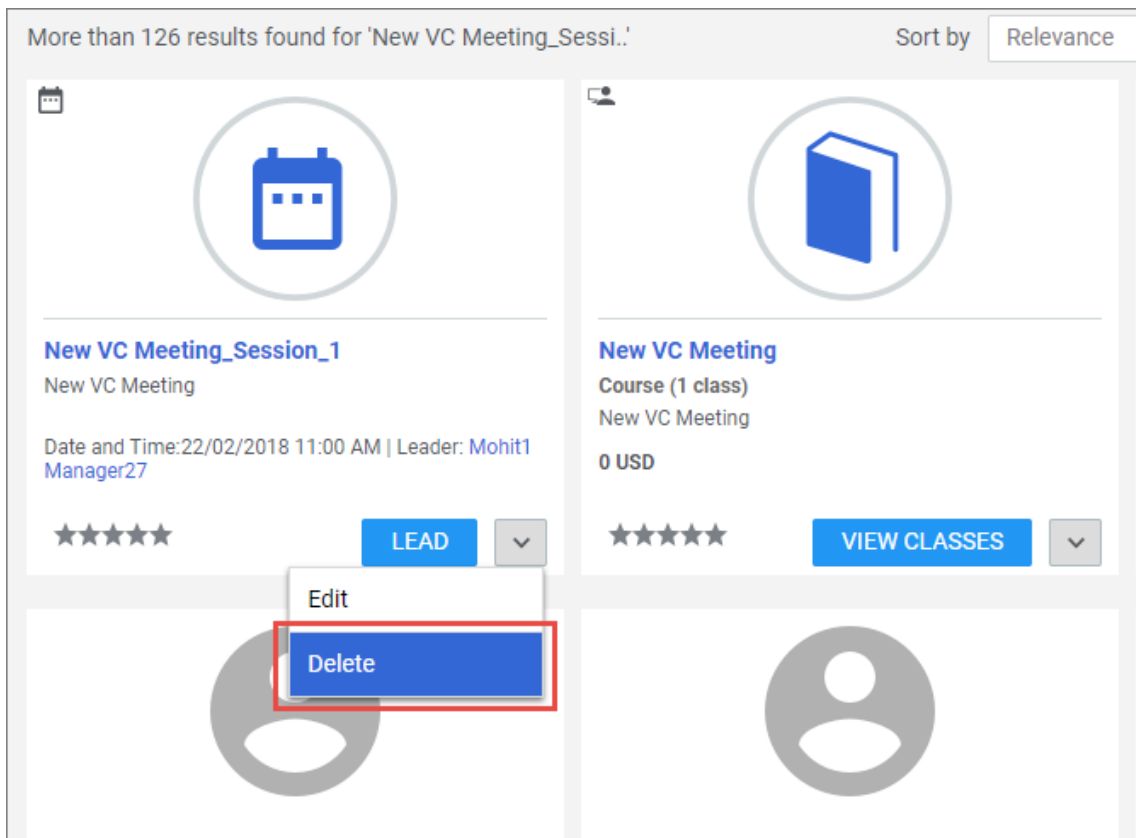 More than 126 results found for 'New VC Meeting_Sessi..'
Sort by Relevance
New VC Meeting_Session_1
New VC Meeting
Date and Time:22/02/2018 11:00 AM | Leader: Mohit1
Manager27
LEAD
Edit
Delete
New VC Meeting
Course (1 class)
New VC Meeting
0 USD
VIEW CLASSES